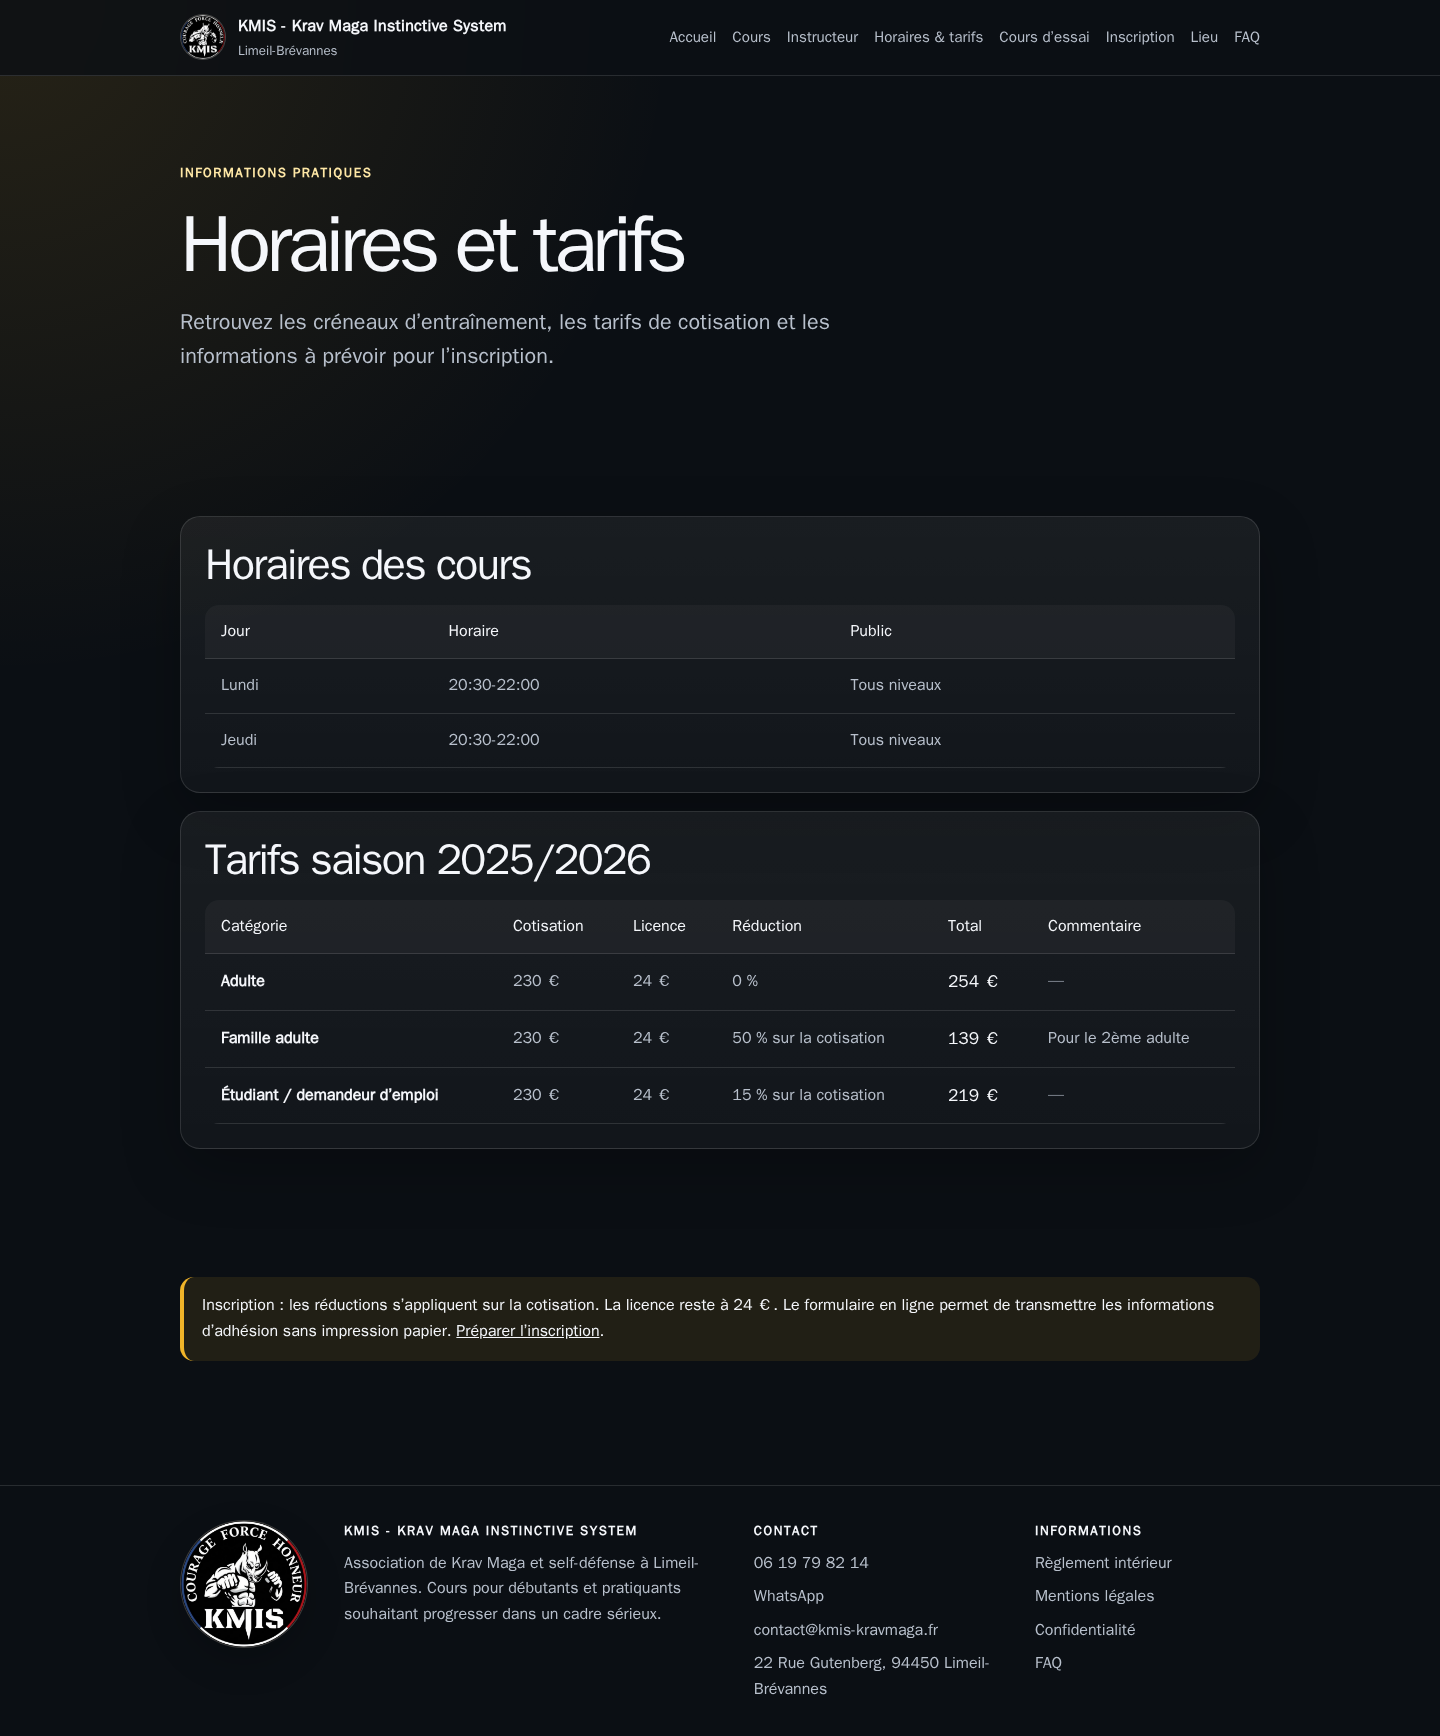 COURAGE FORCE HONNEUR
KMIS
KMIS - Krav Maga Instinctive System
Limeil-Brévannes
Accueil Cours Instructeur Horaires & tarifs Cours d’essai Inscription Lieu FAQ
INFORMATIONS PRATIQUES
Horaires et tarifs
Retrouvez les créneaux d’entraînement, les tarifs de cotisation et les
informations à prévoir pour l’inscription.
Horaires des cours
Jour Horaire Public
Lundi 20:30-22:00 Tous niveaux
Jeudi 20:30-22:00 Tous niveaux
Tarifs saison 2025/2026
Catégorie Cotisation Licence Réduction Total Commentaire
Adulte 230 € 24 € 0 % 254 € —
Famille adulte 230 € 24 € 50 % sur la cotisation 139 € Pour le 2ème adulte
Étudiant / demandeur d’emploi 230 € 24 € 15 % sur la cotisation 219 € —
Inscription : les réductions s’appliquent sur la cotisation. La licence reste à 24 € . Le formulaire en ligne permet de transmettre les informations
d’adhésion sans impression papier. Préparer l’inscription.
COURAGE FORCE HONNEUR
KMIS
KMIS - KRAV MAGA INSTINCTIVE SYSTEM
Association de Krav Maga et self-défense à Limeil-
Brévannes. Cours pour débutants et pratiquants
souhaitant progresser dans un cadre sérieux.
CONTACT
06 19 79 82 14
WhatsApp
contact@kmis-kravmaga.fr
22 Rue Gutenberg, 94450 Limeil-
Brévannes
INFORMATIONS
Règlement intérieur
Mentions légales
Confidentialité
FAQ